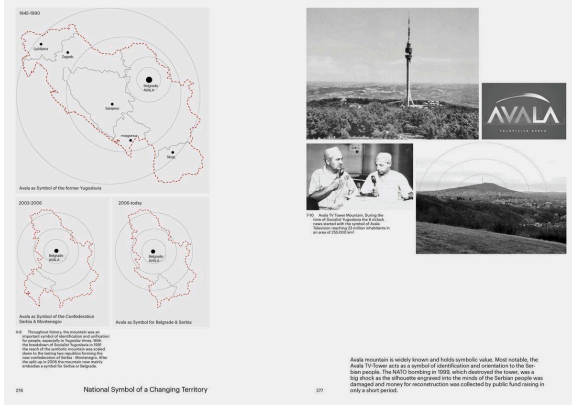 1945-1990
Ljubljana
Zagreb
Belgrade
AVALA
Sarajevo
Podgorica
Skopje
Avala as Symbol of the former Yugoslavia
2003-2006
Belgrade
AVALA
Avala as Symbol of the Confederation
Serbia & Montenegro
2006-today
Belgrade
AVALA
Avala as Symbol for Belgrade & Serbia
Throughout history, the mountain was an
important symbol of identification and unification
for people, especially in Yugoslav times. With
the breakdown of Socialist Yugoslavia in 1991
the reach of the symbolic mountain was scaled
down to the lasting two republics forming the
new confederation of Serbia - Montenegro. After
the split up in 2006 the mountain now mainly
embodies a symbol for Serbia or Belgrade.
276
National Symbol of a Changing Territory
AVALA
7-10 Avala TV Tower Mountain. During the
time of Socialist Yugoslavia the 8 o'clock
news started with the symbol of Avala
Television reaching 23 million inhabitants in
an area of 255.000 km²
Avala mountain is widely known and holds symbolic value. Most notable, the
Avala TV-Tower acts as a symbol of identification and orientation to the Ser-
bian people. The NATO bombing in 1999, which destroyed the tower, was a
big shock as the silhouette engraved into the minds of the Serbian people was
damaged and money for reconstruction was collected by public fund raising in
only a short period.
277